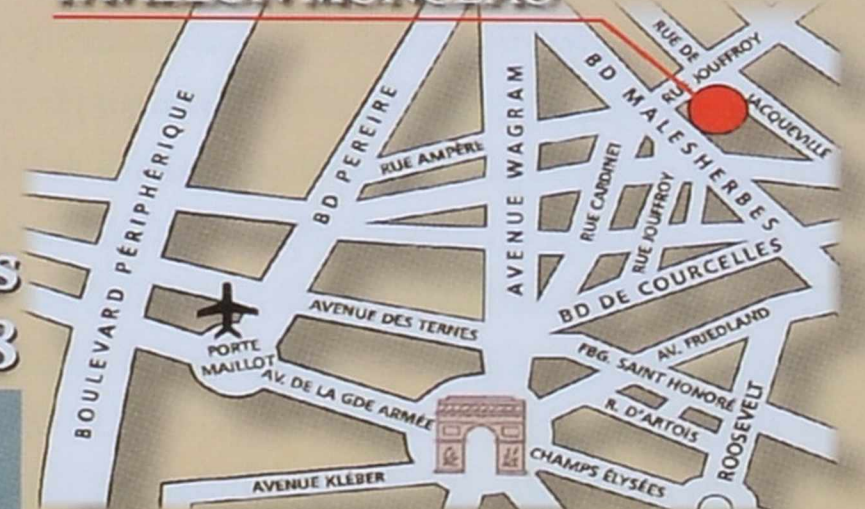 RUE DE
RUE JOUFFROY
JACQUEVILLE
BD MALESHERBES
BOULEVARD PÉRIPHÉRIQUE
BD PEREIRE
RUE AMPÈRE
AVENUE WAGRAM
RUE CARDINET
RUE JOUFFROY
BD DE COURCELLES
AVENUE DES TERNES
PORTE
MAILLOT
AV. DE LA GDE ARMÉE
FBG. SAINT HONORÉ
AV. FRIEDLAND
R. D'ARTOIS
ROOSEVELT
CHAMPS ÉLYSÉES
AVENUE KLÉBER
S
3